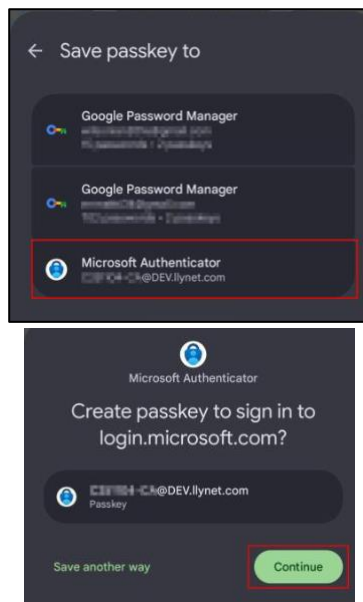 Save passkey to
Google Password Manager
Google Password Manager
Microsoft Authenticator
@DEV.llynet.com
Microsoft Authenticator
Create passkey to sign in to
login.microsoft.com?
@DEV.llynet.com
Passkey
Save another way
Continue